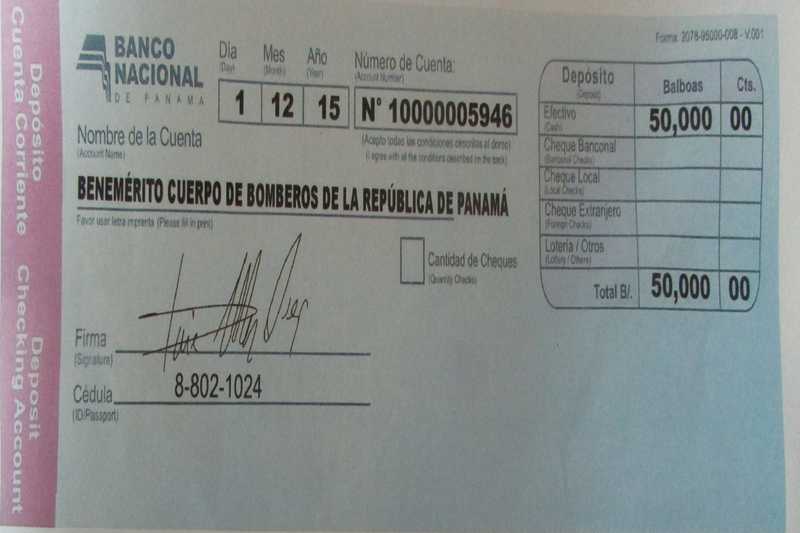 Depósito
Cuenta Corriente
Deposit
Checking Account
BANCO
NACIONAL
DE PANAMA
Día
(Day)
Mes
(Month)
Año
(Year)
1 12 15
Número de Cuenta:
(Account Number)
N° 10000005946
(Acepto todas las condiciones descritas al dorso)
(I agree with all the conditions described on the back)
Nombre de la Cuenta
(Account Name)
BENEMÉRITO CUERPO DE BOMBEROS DE LA REPÚBLICA DE PANAMÁ
Favor usar letra imprenta (Please fill in print)
Cantidad de Cheques
(Quantity Checks)
Firma
(Signature)
Cédula
(ID/Passport)
8-802-1024
Forma: 2078-95000-008 - V.001
Depósito
(Deposit)
Balboas Cts.
Efectivo
(Cash)
50,000 00
Cheque Banconal
(Banconal Checks)
Cheque Local
(Local Checks)
Cheque Extranjero
(Foreign Checks)
Lotería / Otros
(Lottery / Others)
Total B/. 50,000 00